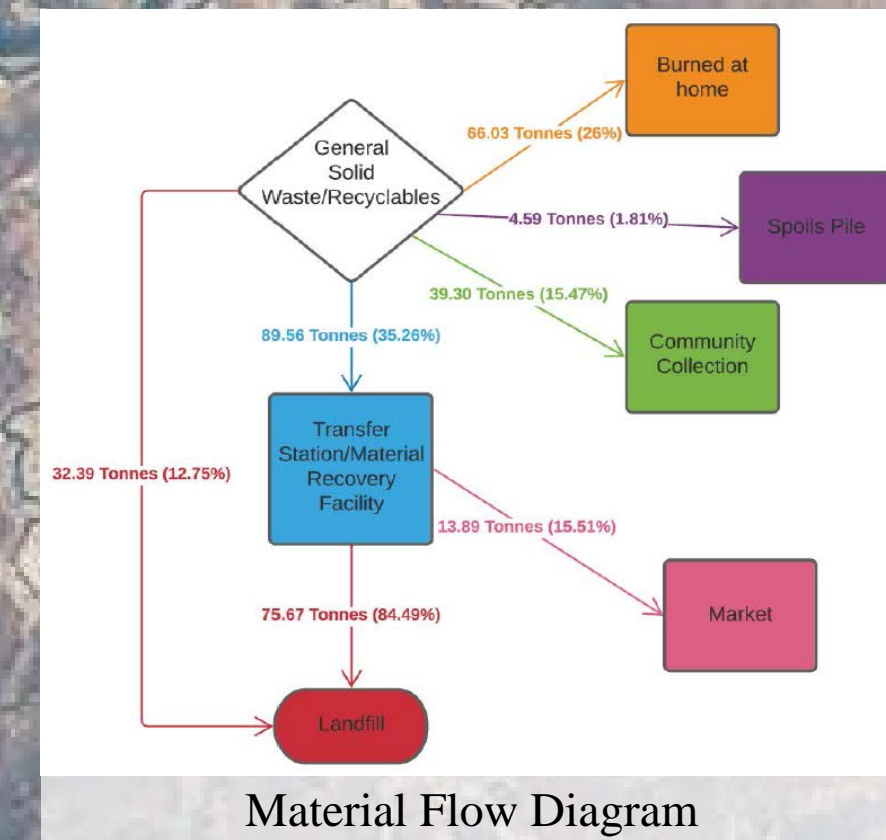 Burned at
home
General
Solid
Waste/Recyclables
66.03 Tonnes (26%)
4.59 Tonnes (1.81%)
Spoils Pile
39.30 Tonnes (15.47%)
89.56 Tonnes (35.26%)
Community
Collection
Transfer
Station/Material
Recovery
Facility
32.39 Tonnes (12.75%)
13.89 Tonnes (15.51%)
75.67 Tonnes (84.49%)
Market
Landfill
Material Flow Diagram